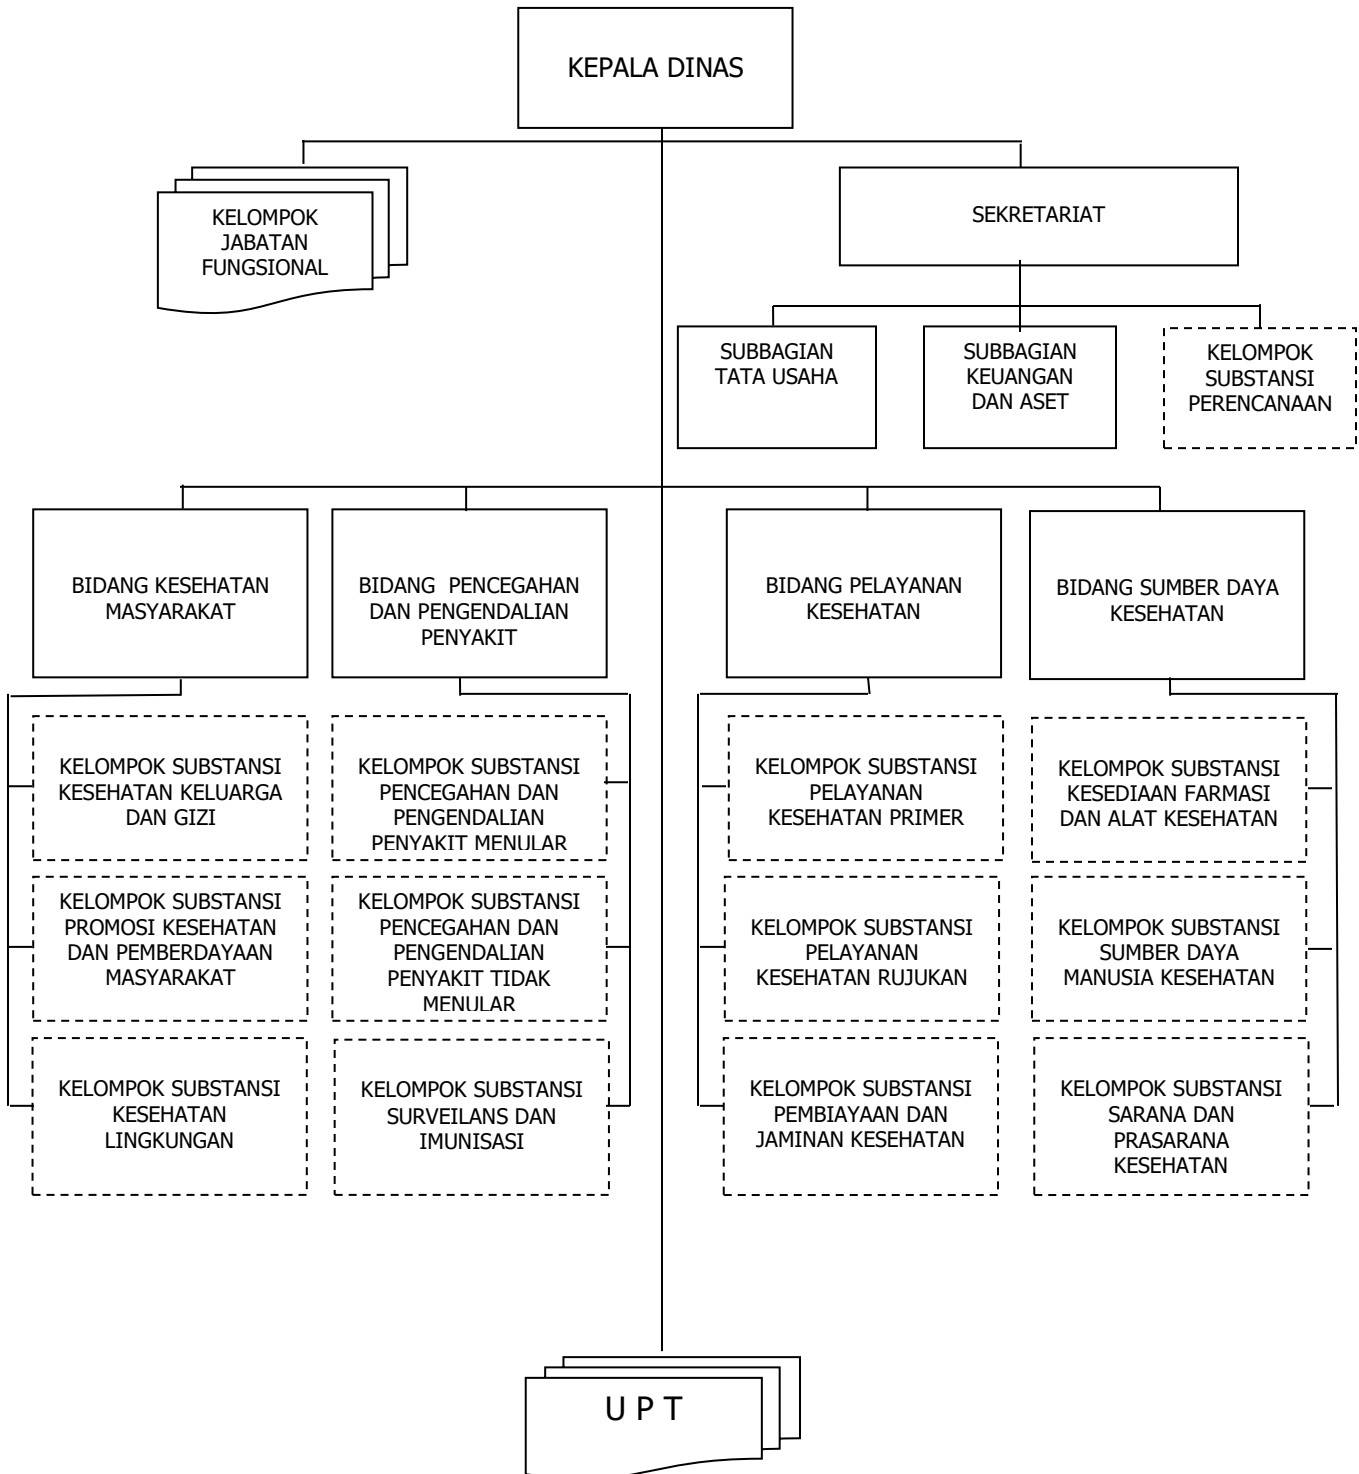 KEPALA DINAS
KELOMPOK
JABATAN
FUNGSIONAL
SEKRETARIAT
SUBBAGIAN
TATA USAHA
SUBBAGIAN
KEUANGAN
DAN ASET
KELOMPOK
SUBSTANSI
PERENCANAAN
BIDANG KESEHATAN
MASYARAKAT
BIDANG PENCEGAHAN
DAN PENGENDALIAN
PENYAKIT
BIDANG PELAYANAN
KESEHATAN
BIDANG SUMBER DAYA
KESEHATAN
KELOMPOK SUBSTANSI
KESEHATAN KELUARGA
DAN GIZI
KELOMPOK SUBSTANSI
PENCEGAHAN DAN
PENGENDALIAN
PENYAKIT MENULAR
KELOMPOK SUBSTANSI
PELAYANAN
KESEHATAN PRIMER
KELOMPOK SUBSTANSI
KESEDIAAN FARMASI
DAN ALAT KESEHATAN
KELOMPOK SUBSTANSI
PROMOSI KESEHATAN
DAN PEMBERDAYAAN
MASYARAKAT
KELOMPOK SUBSTANSI
PENCEGAHAN DAN
PENGENDALIAN
PENYAKIT TIDAK
MENULAR
KELOMPOK SUBSTANSI
PELAYANAN
KESEHATAN RUJUKAN
KELOMPOK SUBSTANSI
SUMBER DAYA
MANUSIA KESEHATAN
KELOMPOK SUBSTANSI
KESEHATAN
LINGKUNGAN
KELOMPOK SUBSTANSI
SURVEILANS DAN
IMUNISASI
KELOMPOK SUBSTANSI
PEMBIAYAAN DAN
JAMINAN KESEHATAN
KELOMPOK SUBSTANSI
SARANA DAN
PRASARANA
KESEHATAN
U P T